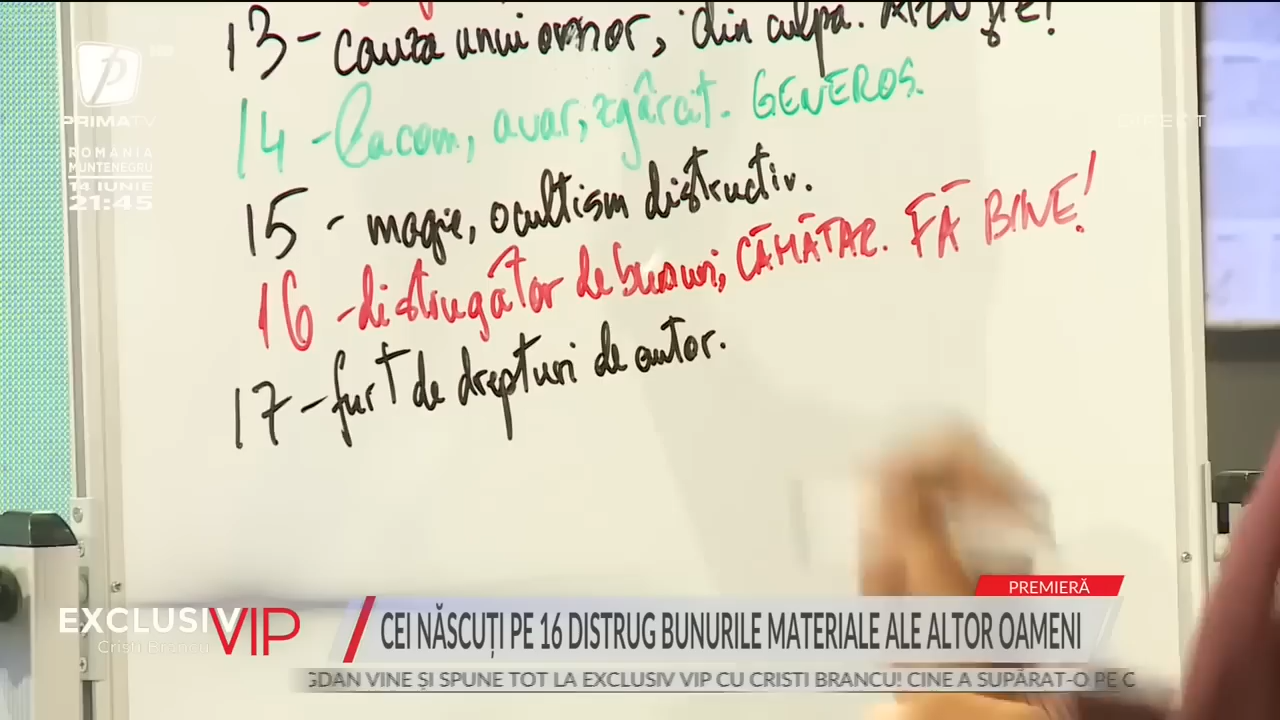 13 - cauza unui omor, din culpa.
14 - lacom, avar, zgârcit. GENEROS.
15 - magie, ocultism distructiv.
16 - distrugător de bunuri, CĂMĂTAR. FĂ BINE!
17 - furt de drepturi de autor.
PRIMATV
DIRECT
ROMANIA
MUNTENEGRU
14 IUNIE
21:45
PREMIERĂ
EXCLUSIV VIP
Cristi Brancu
CEI NĂSCUȚI PE 16 DISTRUG BUNURILE MATERIALE ALE ALTOR OAMENI
GDAN VINE ȘI SPUNE TOT LA EXCLUSIV VIP CU CRISTI BRANCU! CINE A SUPĂRAT-O PE C